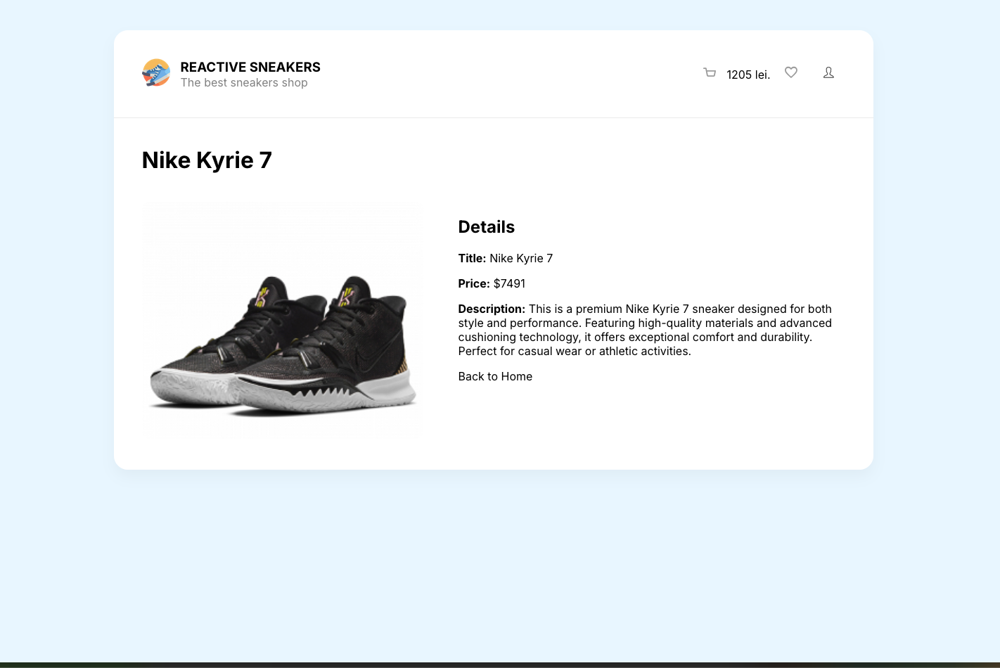 REACTIVE SNEAKERS
The best sneakers shop
1205 lei.
Nike Kyrie 7
Details
Title: Nike Kyrie 7
Price: $7491
Description: This is a premium Nike Kyrie 7 sneaker designed for both
style and performance. Featuring high-quality materials and advanced
cushioning technology, it offers exceptional comfort and durability.
Perfect for casual wear or athletic activities.
Back to Home